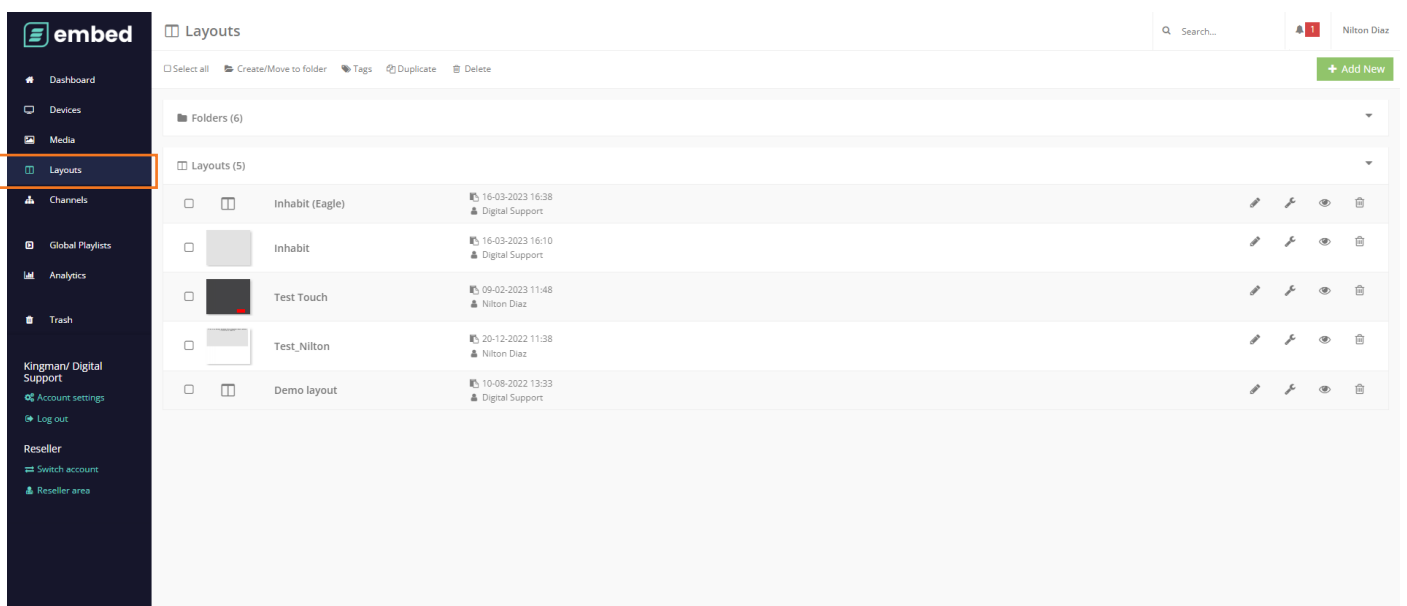 embed
Layouts
Search...
1
Nilton Diaz
Select all
Create/Move to folder
Tags
Duplicate
Delete
+ Add New
Dashboard
Devices
Media
Layouts
Channels
Global Playlists
Analytics
Trash
Kingman/ Digital
Support
Account settings
Log out
Reseller
Switch account
Reseller area
Folders (6)
Layouts (5)
Inhabit (Eagle)
16-03-2023 16:38
Digital Support
Inhabit
16-03-2023 16:10
Digital Support
Test Touch
09-02-2023 11:48
Nilton Diaz
Test_Nilton
20-12-2022 11:38
Nilton Diaz
Demo layout
10-08-2022 13:33
Digital Support